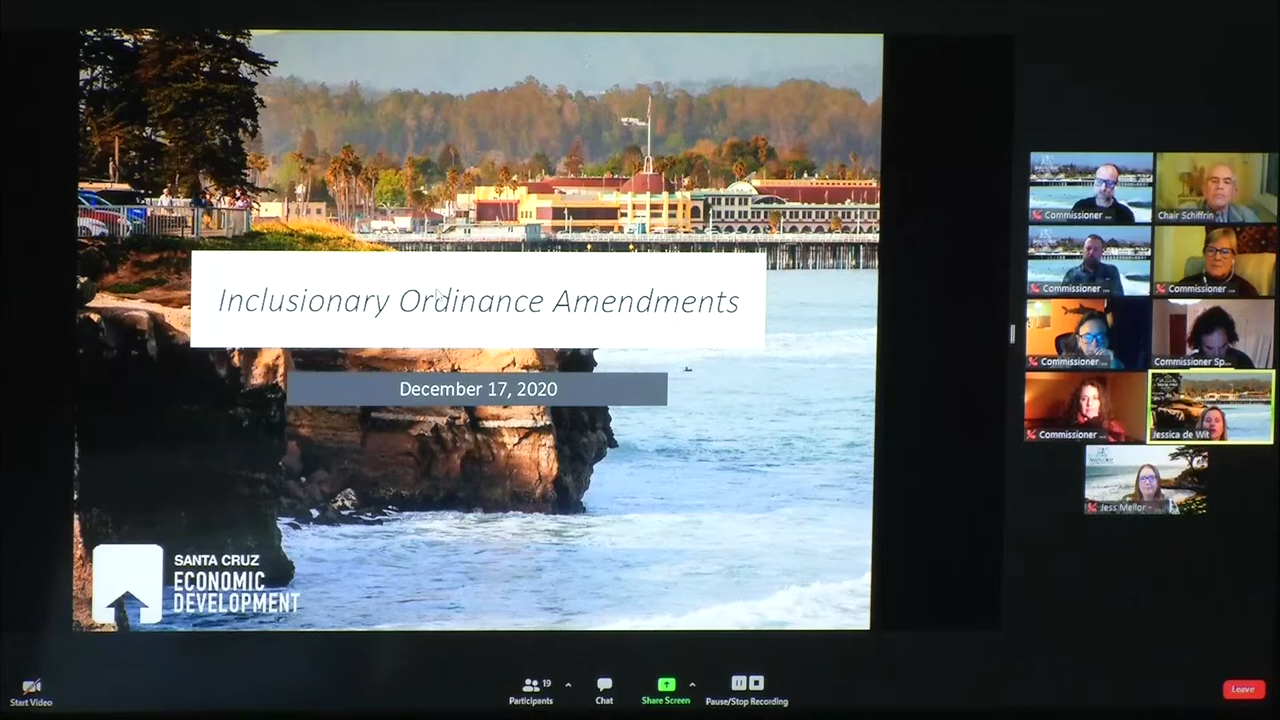 Inclusionary Ordinance Amendments
December 17, 2020
SANTA CRUZ
ECONOMIC
DEVELOPMENT
Commissioner ...
Chair Schiffrin
Commissioner ...
Commissioner ...
Commissioner ...
Commissioner Sp...
Commissioner ...
Jessica de Wit
Jess Mellor
Start Video
Participants
19
Chat
Share Screen
Pause/Stop Recording
Leave